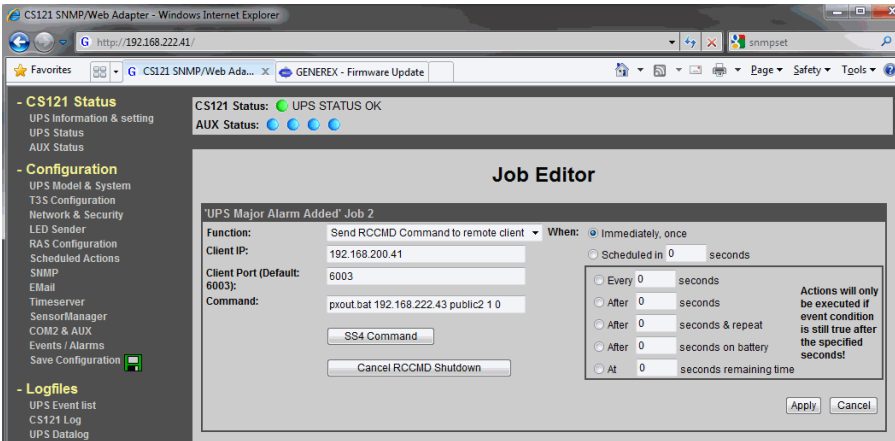 CS121 SNMP/Web Adapter - Windows Internet Explorer
http://192.168.222.41/
snmpset
Favorites
CS121 SNMP/Web Ada...
GENEREX - Firmware Update
Page
Safety
Tools
- CS121 Status
UPS Information & setting
UPS Status
AUX Status
- Configuration
UPS Model & System
T3S Configuration
Network & Security
LED Sender
RAS Configuration
Scheduled Actions
SNMP
EMail
Timeserver
SensorManager
COM2 & AUX
Events / Alarms
Save Configuration
- Logfiles
UPS Event list
CS121 Log
UPS Datalog
CS121 Status: UPS STATUS OK
AUX Status:
Job Editor
'UPS Major Alarm Added' Job 2
Function: Send RCCMD Command to remote client
Client IP: 192.168.200.41
Client Port (Default: 6003): 6003
Command: pxout.bat 192.168.222.43 public2 1 0
SS4 Command
Cancel RCCMD Shutdown
When: Immediately, once
Scheduled in 0 seconds
Every 0 seconds
After 0 seconds
After 0 seconds & repeat
After 0 seconds on battery
At 0 seconds remaining time
Actions will only
be executed if
event condition
is still true after
the specified
seconds!
Apply Cancel